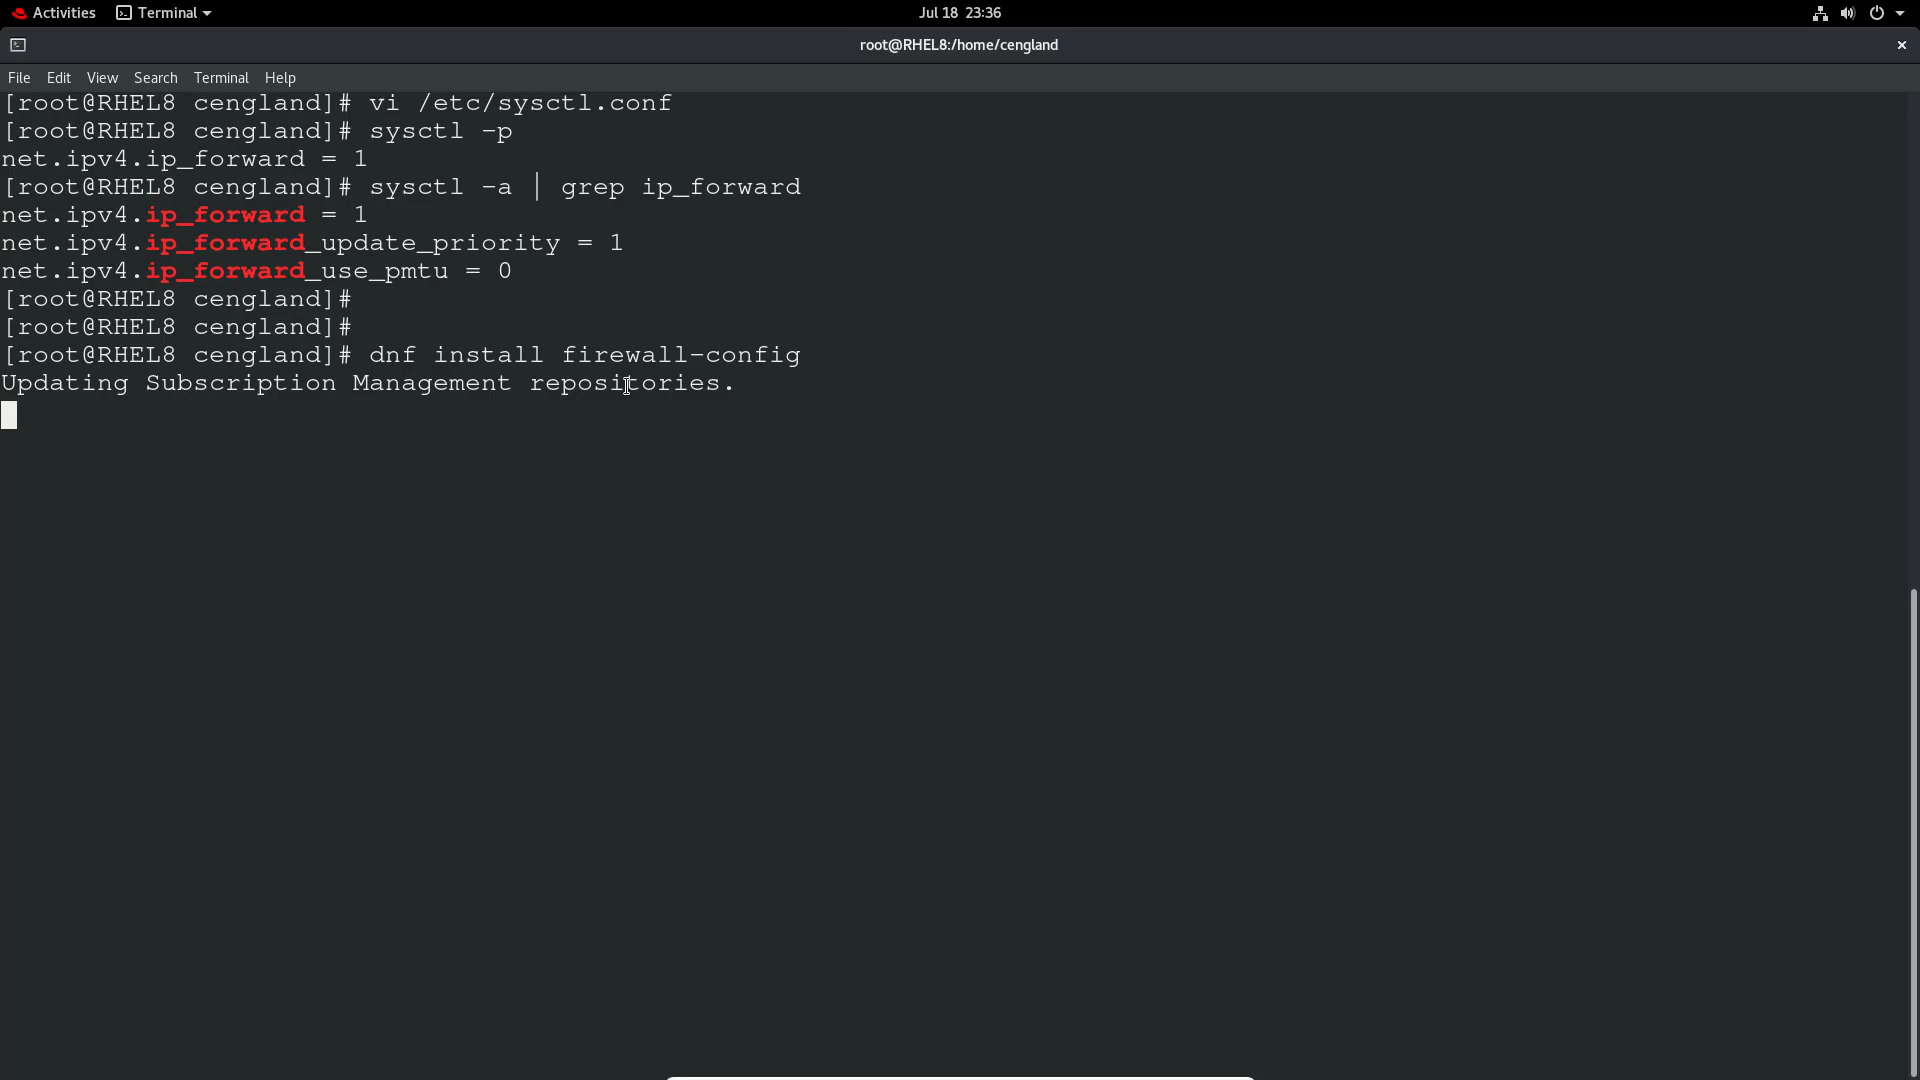 Activities Terminal Jul 18 23:36
root@RHEL8:/home/cengland
File Edit View Search Terminal Help
[root@RHEL8 cengland]# vi /etc/sysctl.conf
[root@RHEL8 cengland]# sysctl -p
net.ipv4.ip_forward = 1
[root@RHEL8 cengland]# sysctl -a | grep ip_forward
net.ipv4.ip_forward = 1
net.ipv4.ip_forward_update_priority = 1
net.ipv4.ip_forward_use_pmtu = 0
[root@RHEL8 cengland]#
[root@RHEL8 cengland]#
[root@RHEL8 cengland]# dnf install firewall-config
Updating Subscription Management repositories.